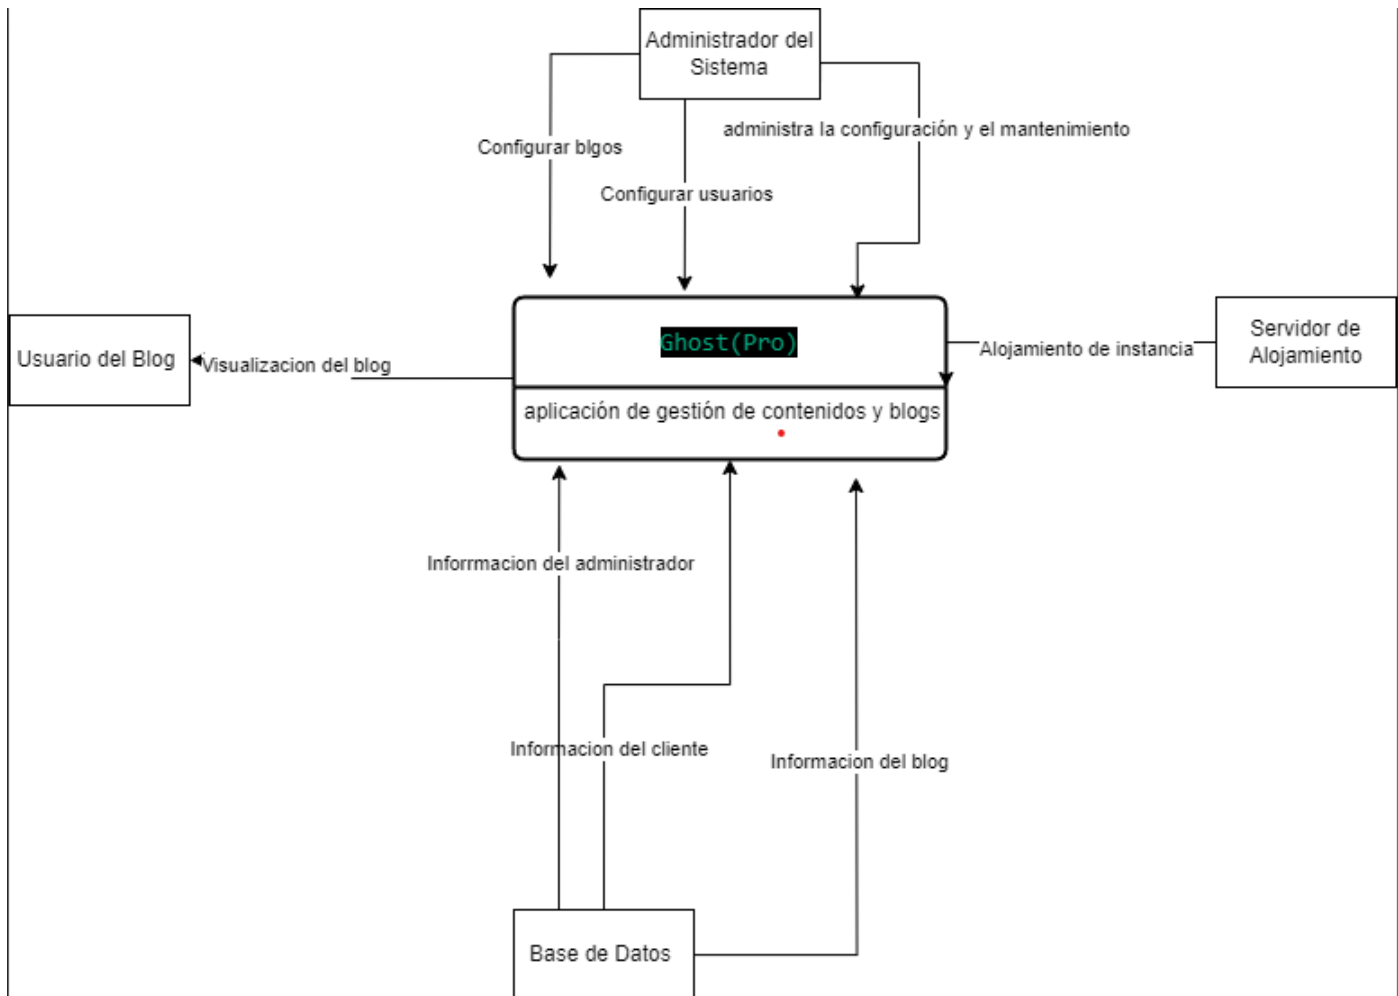 Administrador del
Sistema
administra la configuración y el mantenimiento
Configurar blgos
Configurar usuarios
Ghost(Pro)
Servidor de
Alojamiento
Alojamiento de instancia
Usuario del Blog
Visualizacion del blog
aplicación de gestión de contenidos y blogs
Inforrmacion del administrador
Informacion del cliente
Informacion del blog
Base de Datos